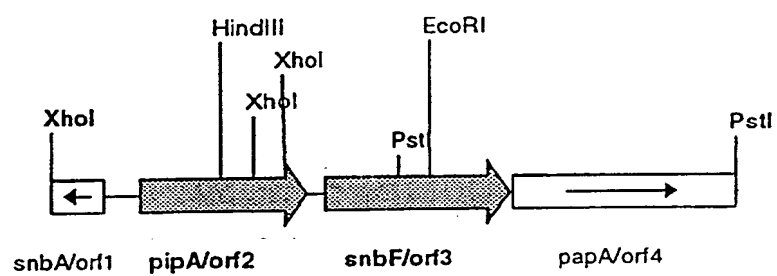 HindIII
EcoRI
XhoI
XhoI
XhoI
PstI
PstI
snbA/orf1
pipA/orf2
snbF/orf3
papA/orf4